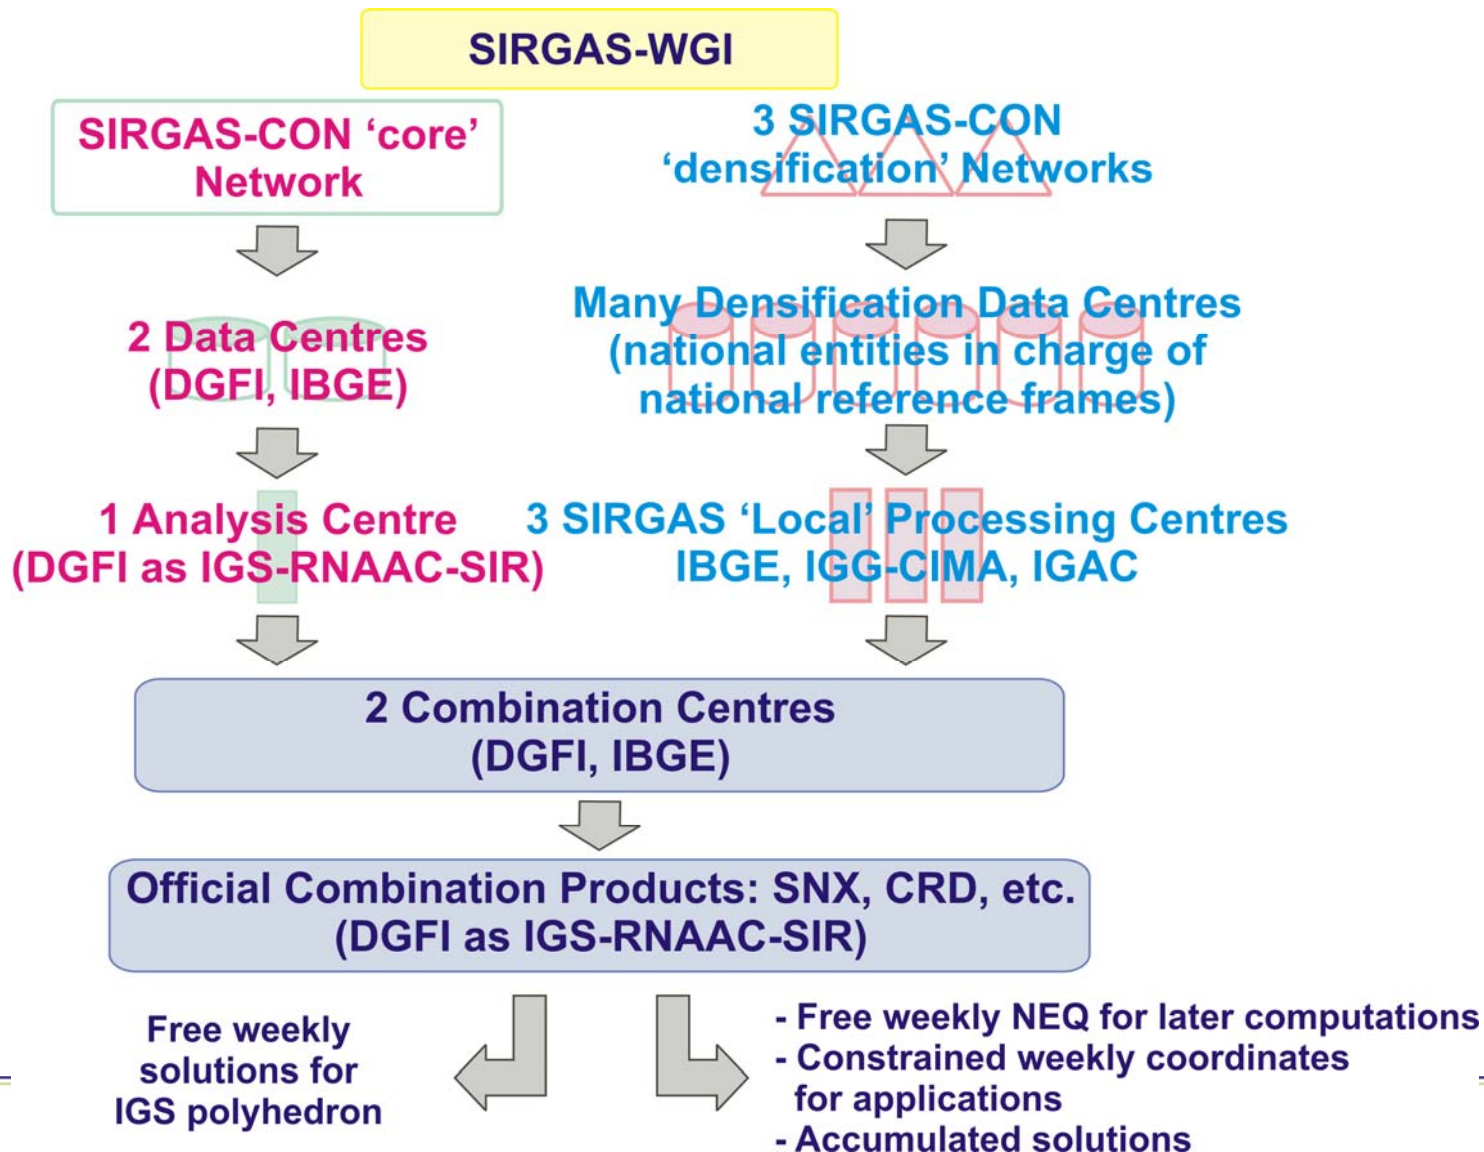 SIRGAS-WGI
SIRGAS-CON ‘core’
Network
3 SIRGAS-CON
‘densification’ Networks
2 Data Centres
(DGFI, IBGE)
Many Densification Data Centres
(national entities in charge of
national reference frames)
1 Analysis Centre
(DGFI as IGS-RNAAC-SIR)
3 SIRGAS ‘Local’ Processing Centres
IBGE, IGG-CIMA, IGAC
2 Combination Centres
(DGFI, IBGE)
Official Combination Products: SNX, CRD, etc.
(DGFI as IGS-RNAAC-SIR)
Free weekly
solutions for
IGS polyhedron
- Free weekly NEQ for later computations
- Constrained weekly coordinates
for applications
- Accumulated solutions